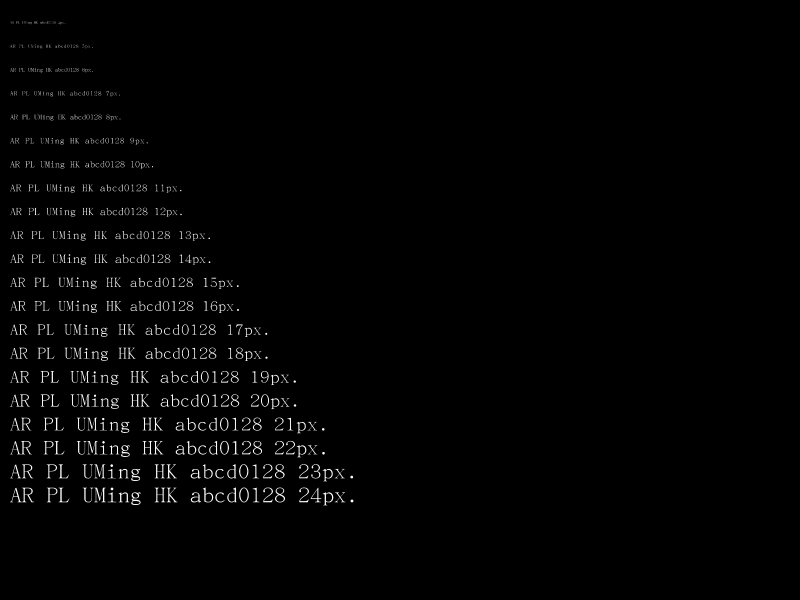 AR PL UMing HK abcd0128 4px.
AR PL UMing HK abcd0128 5px.
AR PL UMing HK abcd0128 6px.
AR PL UMing HK abcd0128 7px.
AR PL UMing HK abcd0128 8px.
AR PL UMing HK abcd0128 9px.
AR PL UMing HK abcd0128 10px.
AR PL UMing HK abcd0128 11px.
AR PL UMing HK abcd0128 12px.
AR PL UMing HK abcd0128 13px.
AR PL UMing HK abcd0128 14px.
AR PL UMing HK abcd0128 15px.
AR PL UMing HK abcd0128 16px.
AR PL UMing HK abcd0128 17px.
AR PL UMing HK abcd0128 18px.
AR PL UMing HK abcd0128 19px.
AR PL UMing HK abcd0128 20px.
AR PL UMing HK abcd0128 21px.
AR PL UMing HK abcd0128 22px.
AR PL UMing HK abcd0128 23px.
AR PL UMing HK abcd0128 24px.